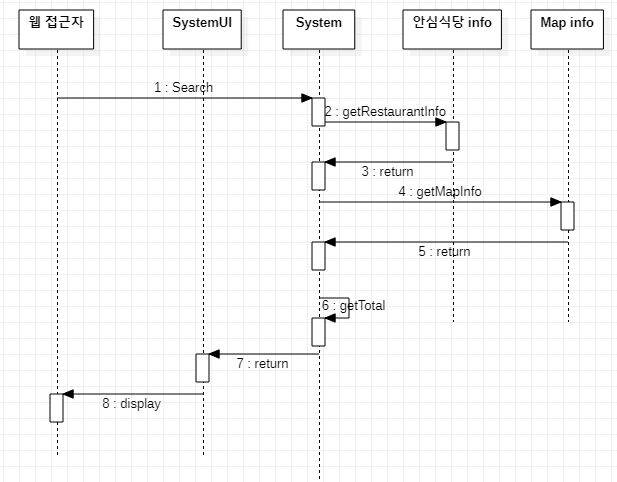 웹 접근자
SystemUI
System
안심식당 info
Map info
1 : Search
2 : getRestaurantInfo
3 : return
4 : getMapInfo
5 : return
6 : getTotal
7 : return
8 : display